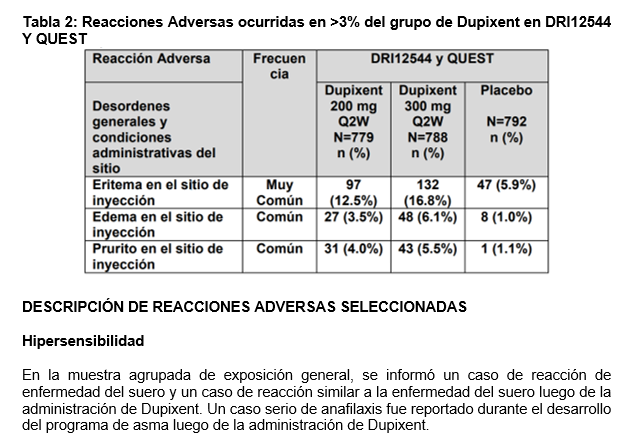 Tabla 2: Reacciones Adversas ocurridas en >3% del grupo de Dupixent en DRI12544
Y QUEST
Reacción Adversa Frecuen DRI12544 y QUEST
cia
Dupixent Dupixent Placebo
Desordenes 200 mg 300 mg
generales y Q2W Q2W N=792
condiciones N=779 N=788 n (%)
administrativas del n (%) n (%)
sitio
Eritema en el sitio de Muy 97 132 47 (5.9%)
inyección Común (12.5%) (16.8%)
Edema en el sitio de Común 27 (3.5%) 48 (6.1%) 8 (1.0%)
inyección
Prurito en el sitio de Común 31 (4.0%) 43 (5.5%) 1 (1.1%)
inyección
DESCRIPCIÓN DE REACCIONES ADVERSAS SELECCIONADAS
Hipersensibilidad
En la muestra agrupada de exposición general, se informó un caso de reacción de
enfermedad del suero y un caso de reacción similar a la enfermedad del suero luego de la
administración de Dupixent. Un caso serio de anafilaxis fue reportado durante el desarrollo
del programa de asma luego de la administración de Dupixent.